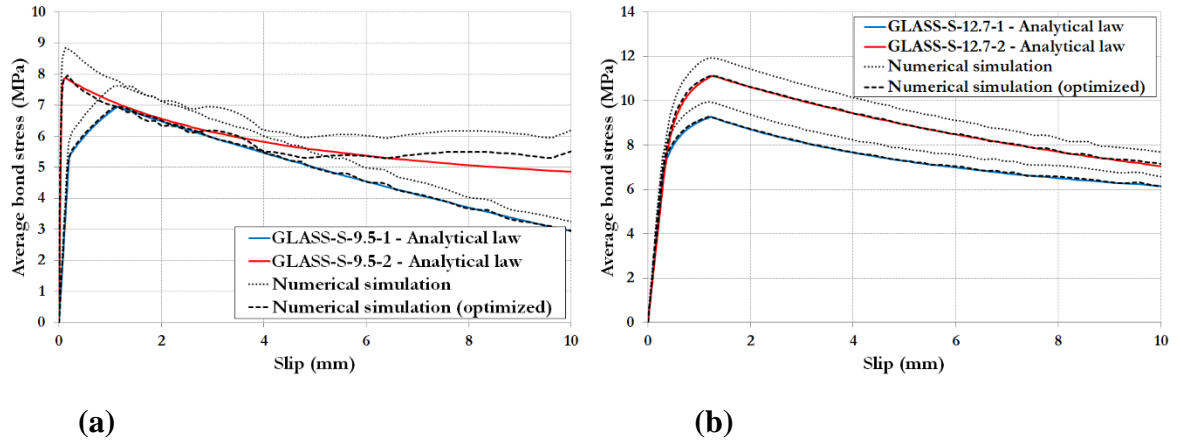 10
9
8
7
6
5
4
3
2
1
0
Average bond stress (MPa)
GLASS-S-9.5-1 - Analytical law
GLASS-S-9.5-2 - Analytical law
Numerical simulation
Numerical simulation (optimized)
0 2 4 6 8 10
Slip (mm)
(a)
14
12
10
8
6
4
2
0
Average bond stress (MPa)
GLASS-S-12.7-1 - Analytical law
GLASS-S-12.7-2 - Analytical law
Numerical simulation
Numerical simulation (optimized)
0 2 4 6 8 10
Slip (mm)
(b)